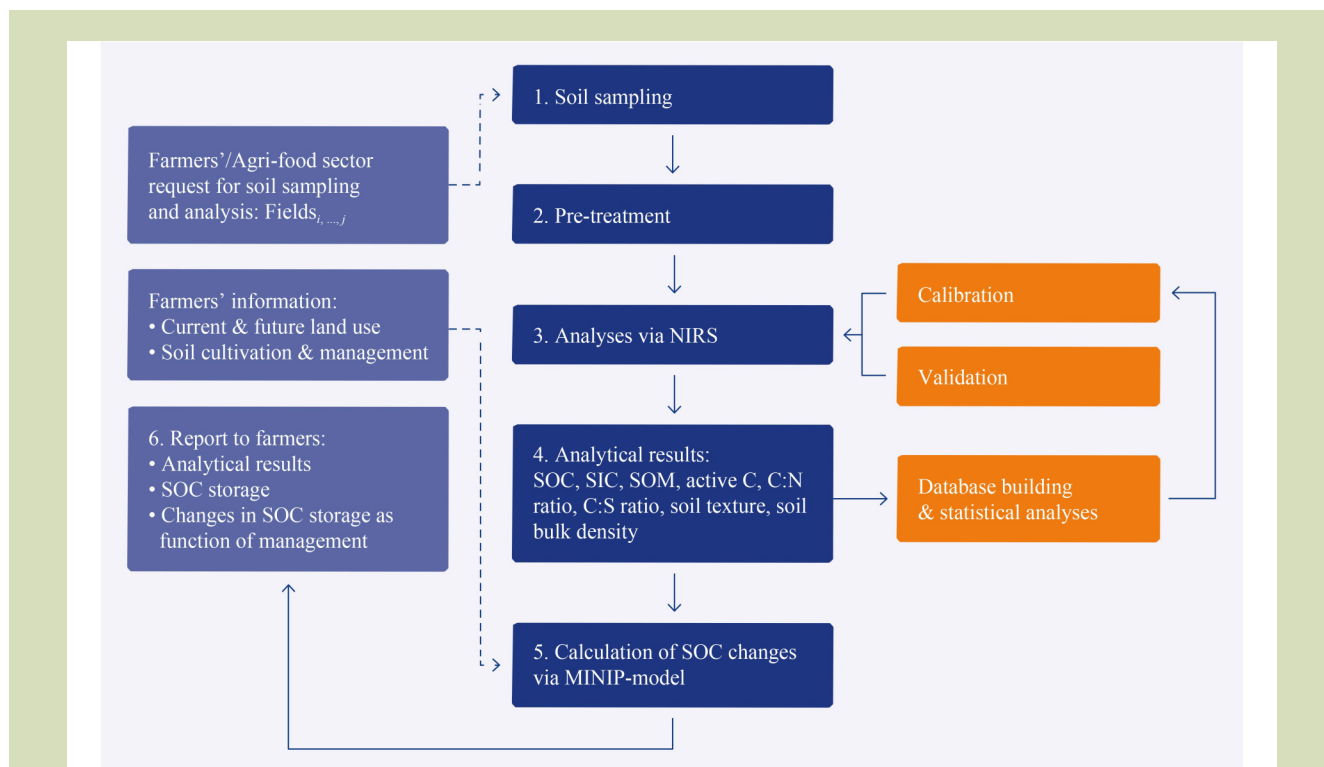 1. Soil sampling
Farmers’/Agri-food sector
request for soil sampling
and analysis: Fieldsi, ...,j
2. Pre-treatment
Farmers’ information:
• Current & future land use
• Soil cultivation & management
3. Analyses via NIRS
Calibration
Validation
4. Analytical results:
SOC, SIC, SOM, active C, C:N
ratio, C:S ratio, soil texture, soil
bulk density
Database building
& statistical analyses
5. Calculation of SOC changes
via MINIP-model
6. Report to farmers:
• Analytical results
• SOC storage
• Changes in SOC storage as
function of management